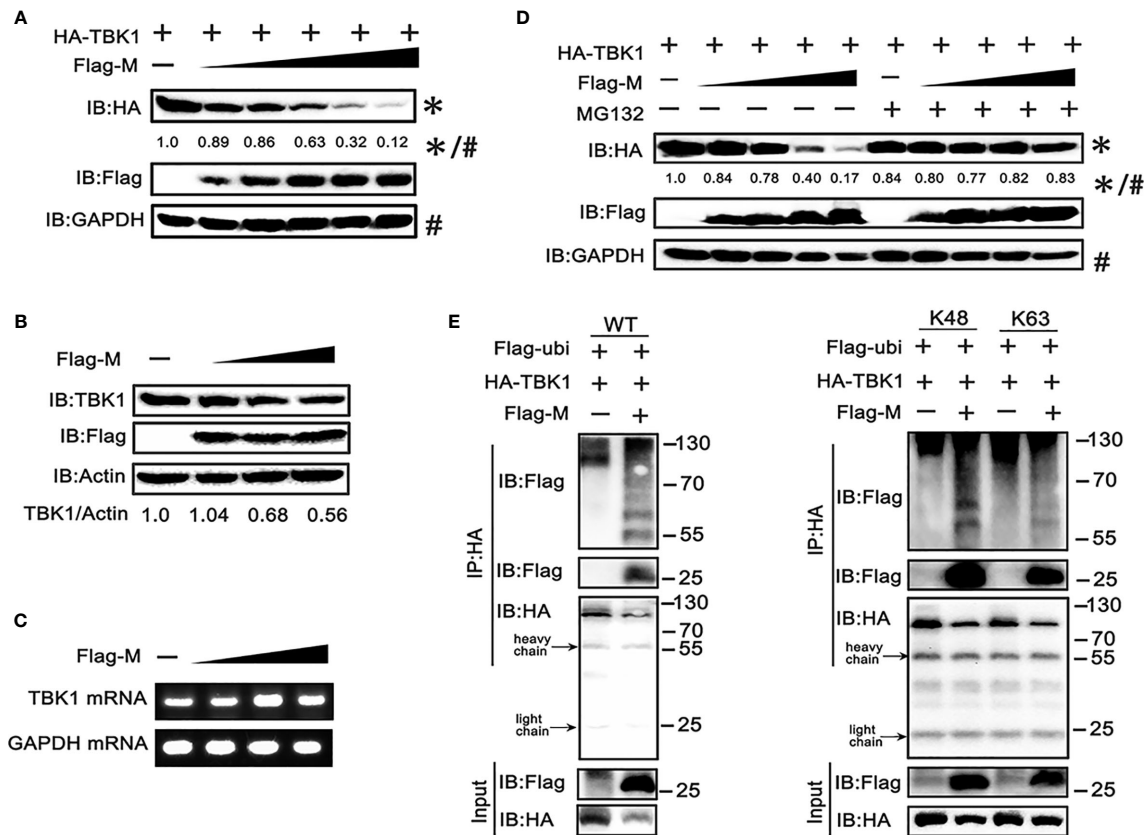 A
HA-TBK1 + + + + + +
Flag-M —
IB:HA *
1.0 0.89 0.86 0.63 0.32 0.12 */#
IB:Flag
IB:GAPDH #
B
Flag-M —
IB:TBK1
IB:Flag
IB:Actin
TBK1/Actin 1.0 1.04 0.68 0.56
C
Flag-M —
TBK1 mRNA
GAPDH mRNA
D
HA-TBK1 + + + + + + + + + +
Flag-M — —
MG132 — — — — — + + + + +
IB:HA *
1.0 0.84 0.78 0.40 0.17 0.84 0.80 0.77 0.82 0.83 */#
IB:Flag
IB:GAPDH #
E
WT
Flag-ubi + +
HA-TBK1 + +
Flag-M — +
IP:HA
IB:Flag
-130
-70
-55
IB:Flag -25
IB:HA
-130
-70
heavy chain -55
light chain -25
Input
IB:Flag -25
IB:HA
K48 K63
Flag-ubi + + + +
HA-TBK1 + + + +
Flag-M — + — +
IP:HA
IB:Flag
-130
-70
-55
IB:Flag -25
IB:HA
-130
-70
heavy chain -55
light chain -25
Input
IB:Flag -25
IB:HA